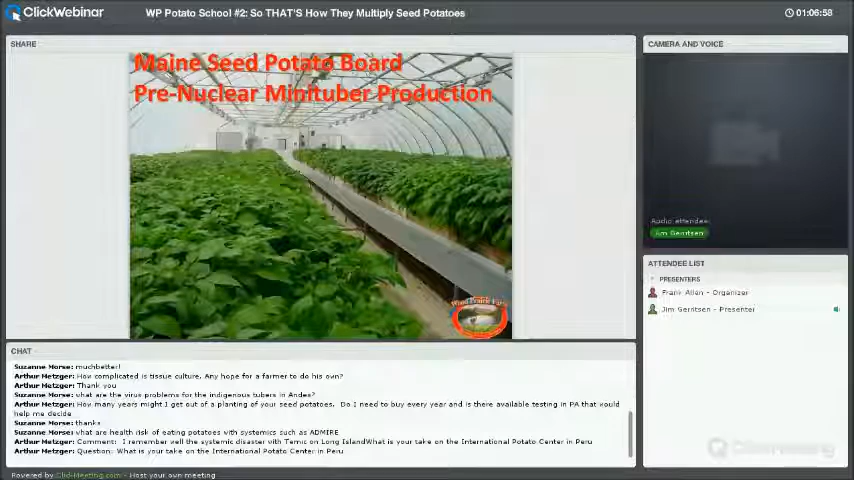 ClickWebinar
WP Potato School #2: So THAT'S How They Multiply Seed Potatoes
01:06:58
SHARE
Maine Seed Potato Board
Pre-Nuclear Minituber Production
CAMERA AND VOICE
Audio attendee:
Jim Gerritsen
ATTENDEE LIST
PRESENTERS
Frank Allen - Organizer
Jim Gerritsen - Presenter
CHAT
Suzanne Morse: muchbetter!
Arthur Metzger: How complicated is tissue culture. Any hope for a farmer to do his own?
Arthur Metzger: Thank you
Suzanne Morse: what are the virus problems for the indigenous tubers in Andes?
Arthur Metzger: How many years might I get out of a planting of your seed potatoes. Do I need to buy every year and is there available testing in PA that would
help me decide
Suzanne Morse: thanks
Suzanne Morse: what are health risk of eating potatoes with systemics such as ADMIRE
Arthur Metzger: Comment: I remember well the systemic disaster with Temic on Long IslandWhat is your take on the International Potato Center in Peru
Arthur Metzger: Question: What is your take on the International Potato Center in Peru
Powered by ClickMeeting.com - Host your own meeting
ClickWebinar